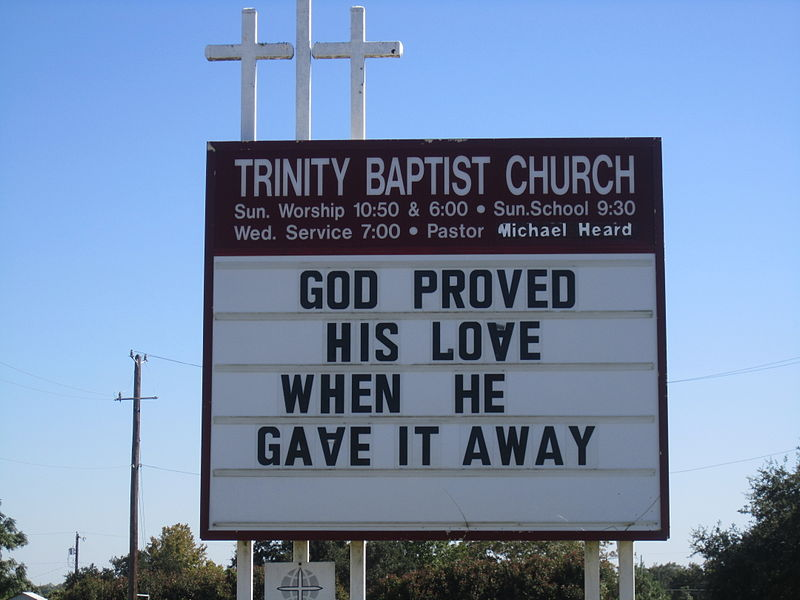 TRINITY BAPTIST CHURCH
Sun. Worship 10:50 & 6:00 • Sun.School 9:30
Wed. Service 7:00 • Pastor Michael Heard
GOD PROVED
HIS LOVE
WHEN HE
GAVE IT AWAY